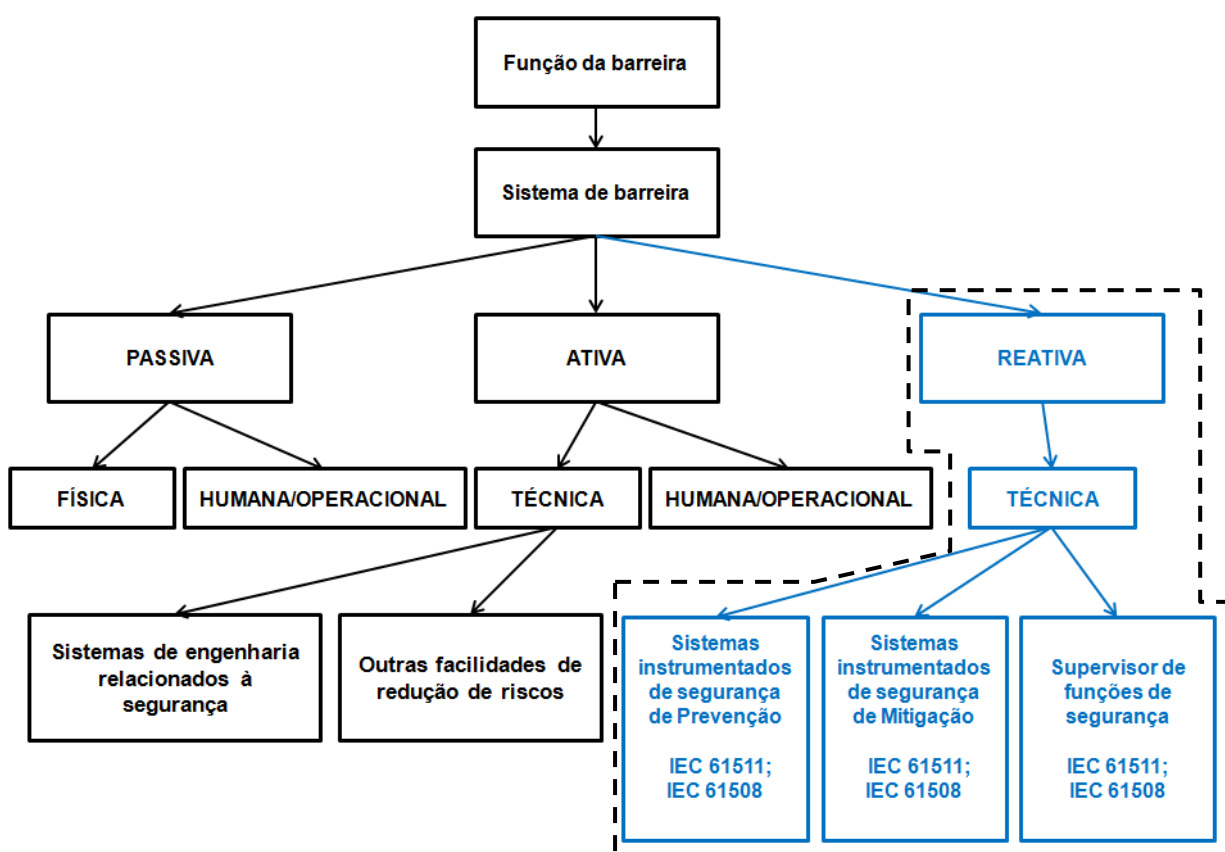 Função da barreira
Sistema de barreira
PASSIVA
ATIVA
REATIVA
FÍSICA
HUMANA/OPERACIONAL
TÉCNICA
HUMANA/OPERACIONAL
TÉCNICA
Sistemas de engenharia
relacionados à
segurança
Outras facilidades de
redução de riscos
Sistemas
instrumentados
de segurança
de Prevenção
IEC 61511;
IEC 61508
Sistemas
instrumentados
de segurança
de Mitigação
IEC 61511;
IEC 61508
Supervisor de
funções de
segurança
IEC 61511;
IEC 61508